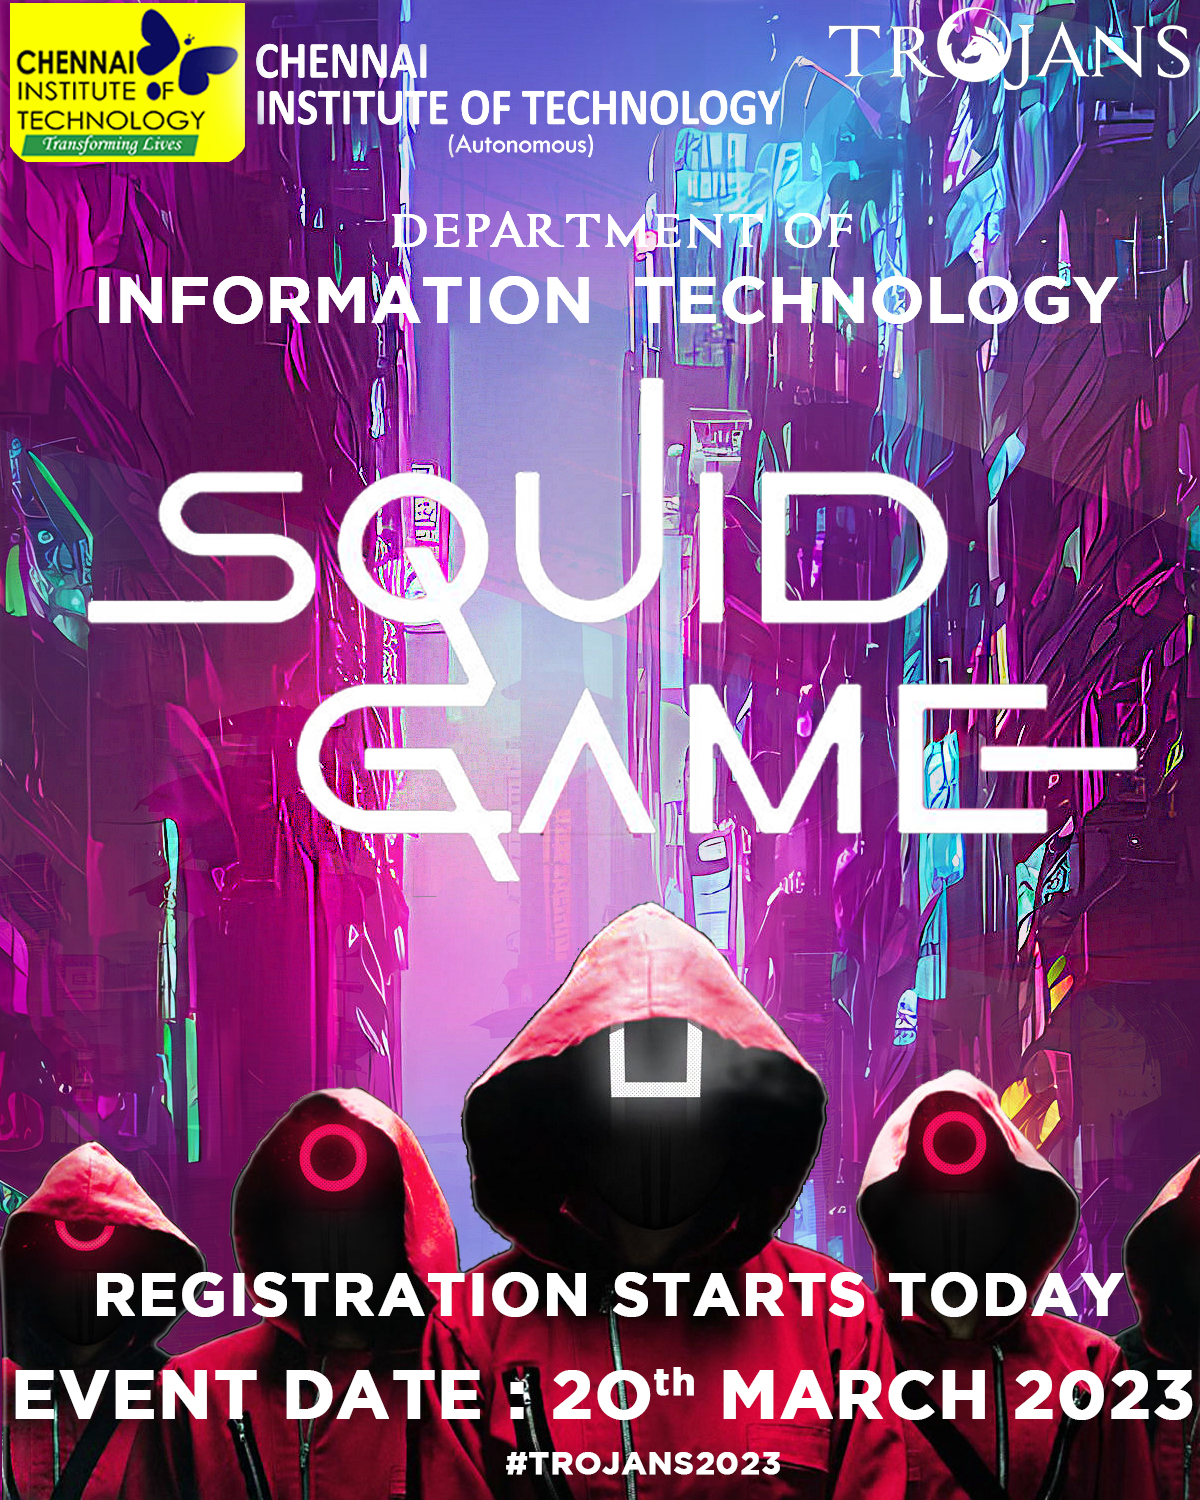 CHENNAI
INSTITUTE OF
TECHNOLOGY
Transforming Lives
CHENNAI
INSTITUTE OF TECHNOLOGY
(Autonomous)
TROJANS
DEPARTMENT OF
INFORMATION TECHNOLOGY
SQUID
GAME
REGISTRATION STARTS TODAY
EVENT DATE : 20th MARCH 2023
#TROJANS2023